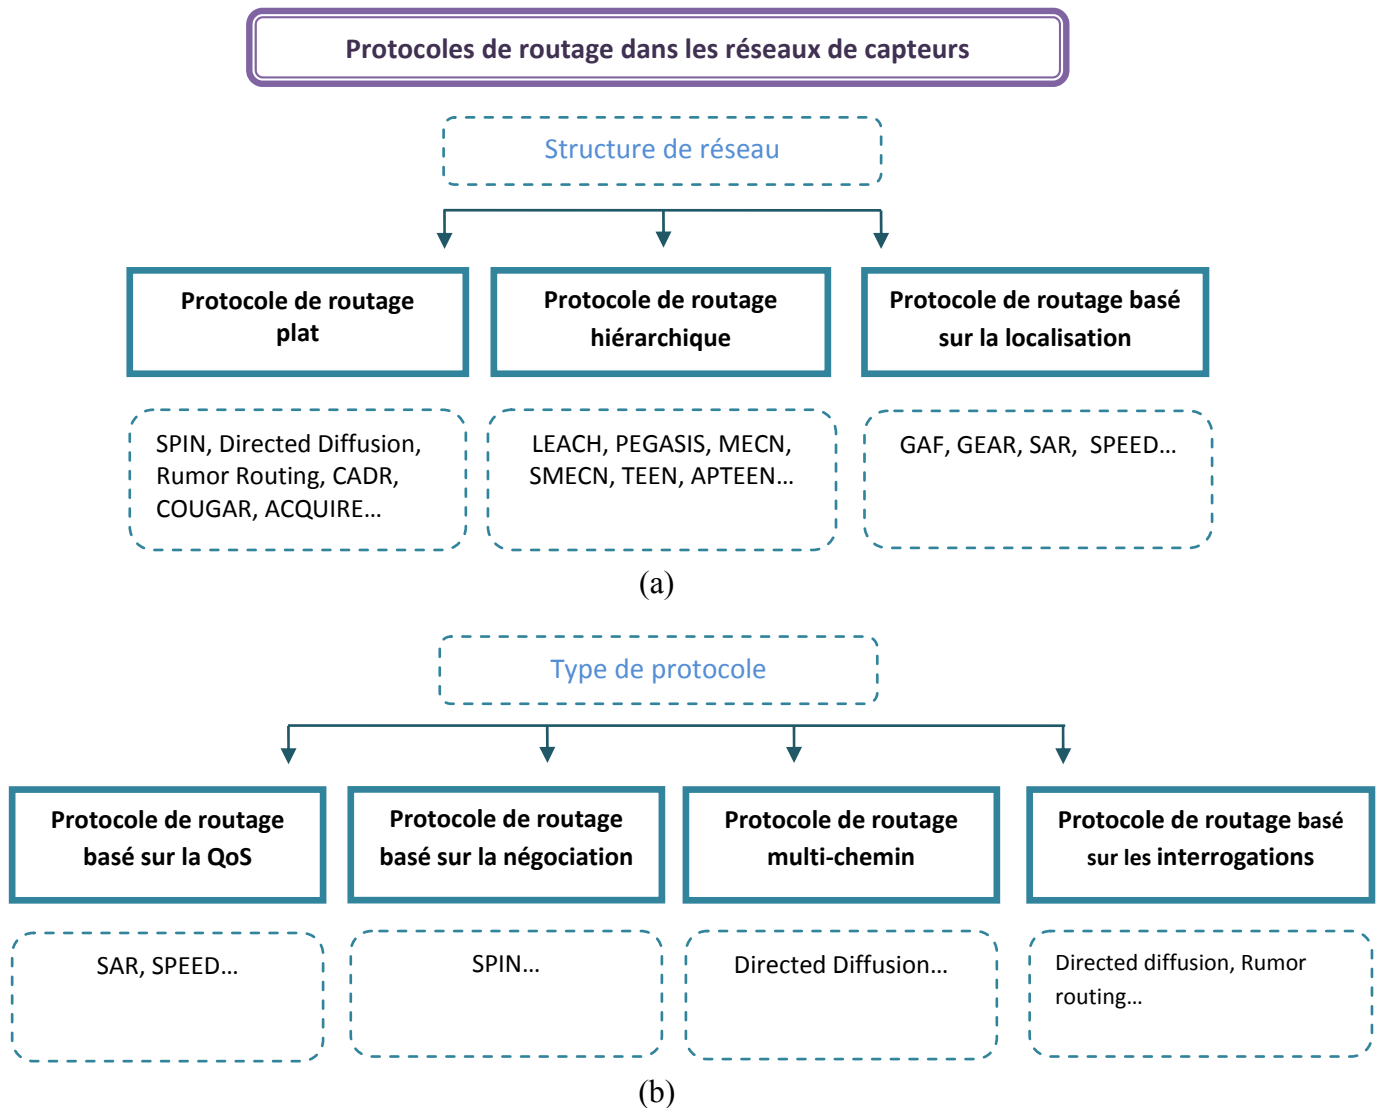 Protocoles de routage dans les réseaux de capteurs
Structure de réseau
Protocole de routage
plat
Protocole de routage
hiérarchique
Protocole de routage basé
sur la localisation
SPIN, Directed Diffusion,
Rumor Routing, CADR,
COUGAR, ACQUIRE…
LEACH, PEGASIS, MECN,
SMECN, TEEN, APTEEN…
GAF, GEAR, SAR, SPEED…
(a)
Type de protocole
Protocole de routage
basé sur la QoS
Protocole de routage
basé sur la négociation
Protocole de routage
multi-chemin
Protocole de routage basé
sur les interrogations
SAR, SPEED…
SPIN…
Directed Diffusion…
Directed diffusion, Rumor
routing…
(b)